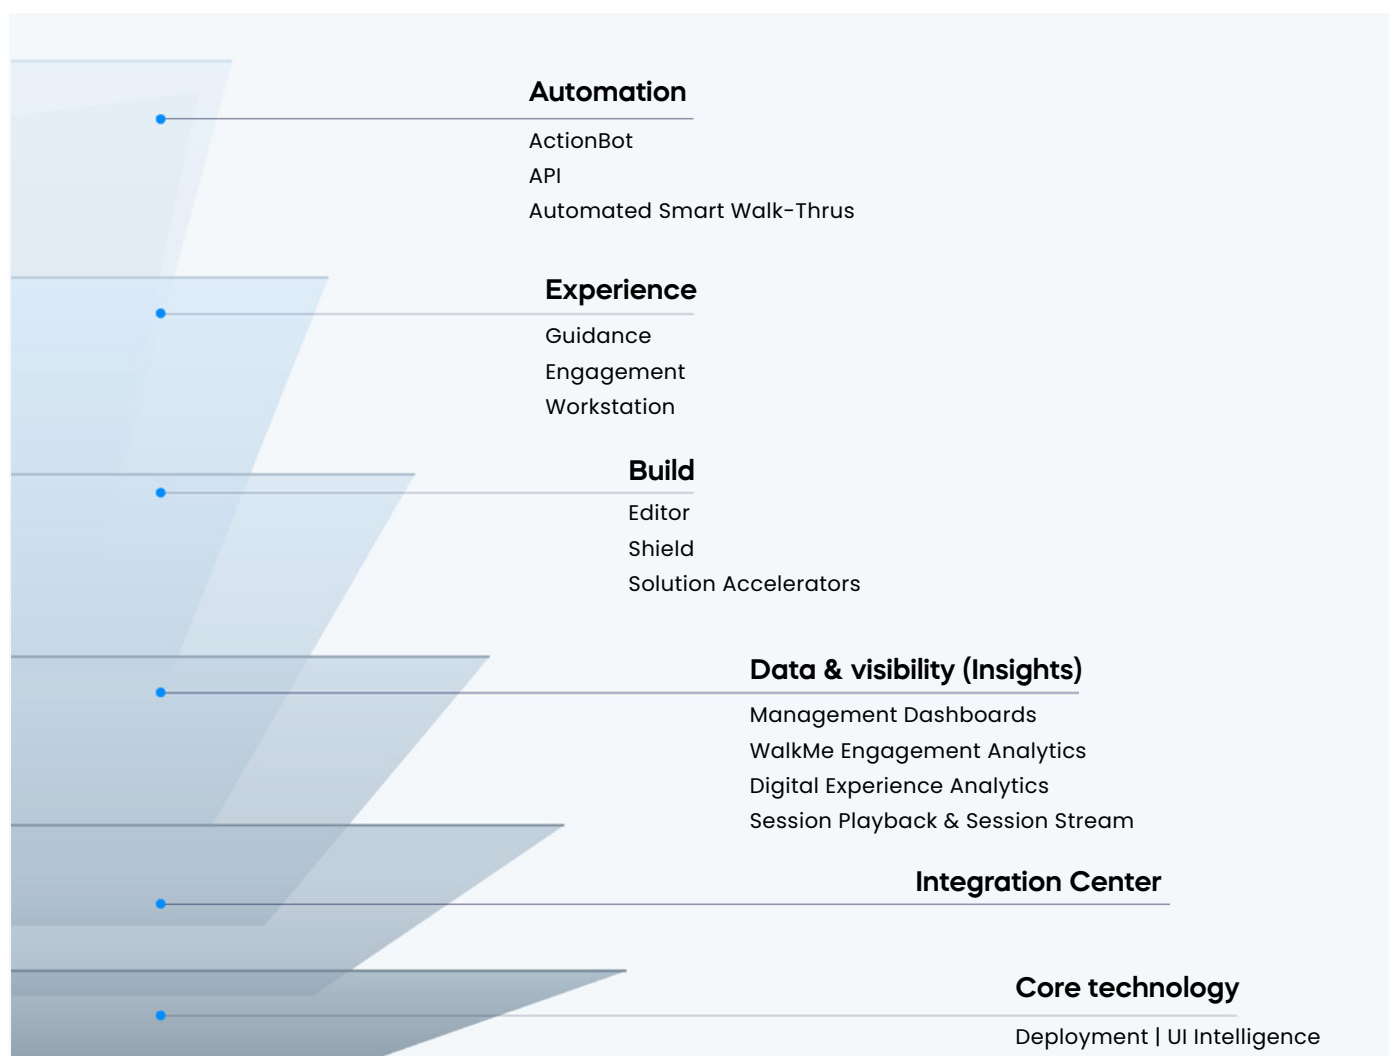 Automation
ActionBot
API
Automated Smart Walk-Thrus
Experience
Guidance
Engagement
Workstation
Build
Editor
Shield
Solution Accelerators
Data & visibility (Insights)
Management Dashboards
WalkMe Engagement Analytics
Digital Experience Analytics
Session Playback & Session Stream
Integration Center
Core technology
Deployment | UI Intelligence